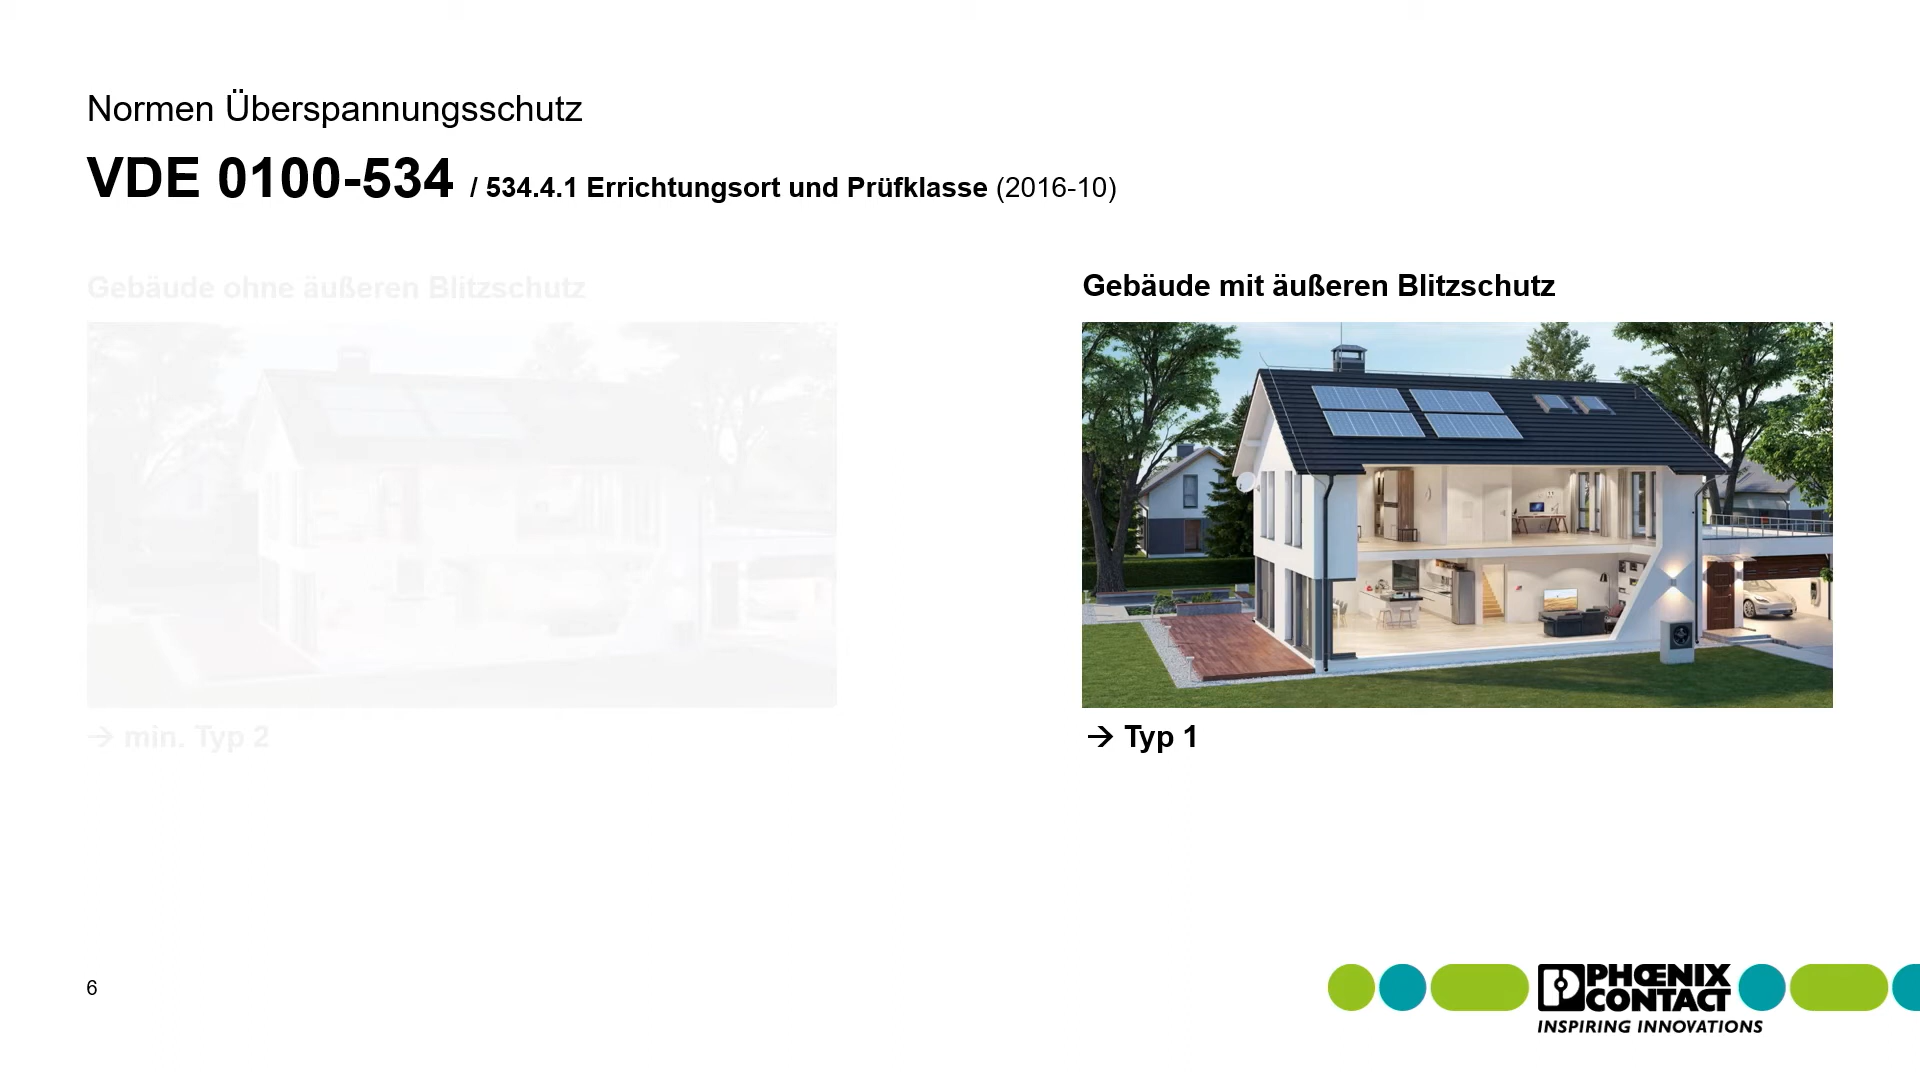 Normen Überspannungsschutz
VDE 0100-534 / 534.4.1 Errichtungsort und Prüfklasse (2016-10)
Gebäude ohne äußeren Blitzschutz
→ min. Typ 2
Gebäude mit äußeren Blitzschutz
→ Typ 1
6
PHŒNIX
CONTACT
INSPIRING INNOVATIONS